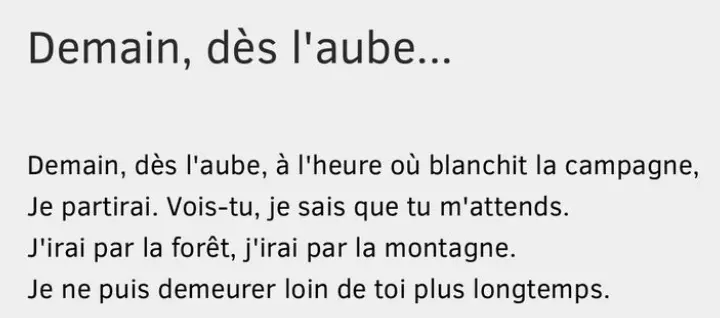 Demain, dès l'aube...
Demain, dès l'aube, à l'heure où blanchit la campagne,
Je partirai. Vois-tu, je sais que tu m'attends.
J'irai par la forêt, j'irai par la montagne.
Je ne puis demeurer loin de toi plus longtemps.